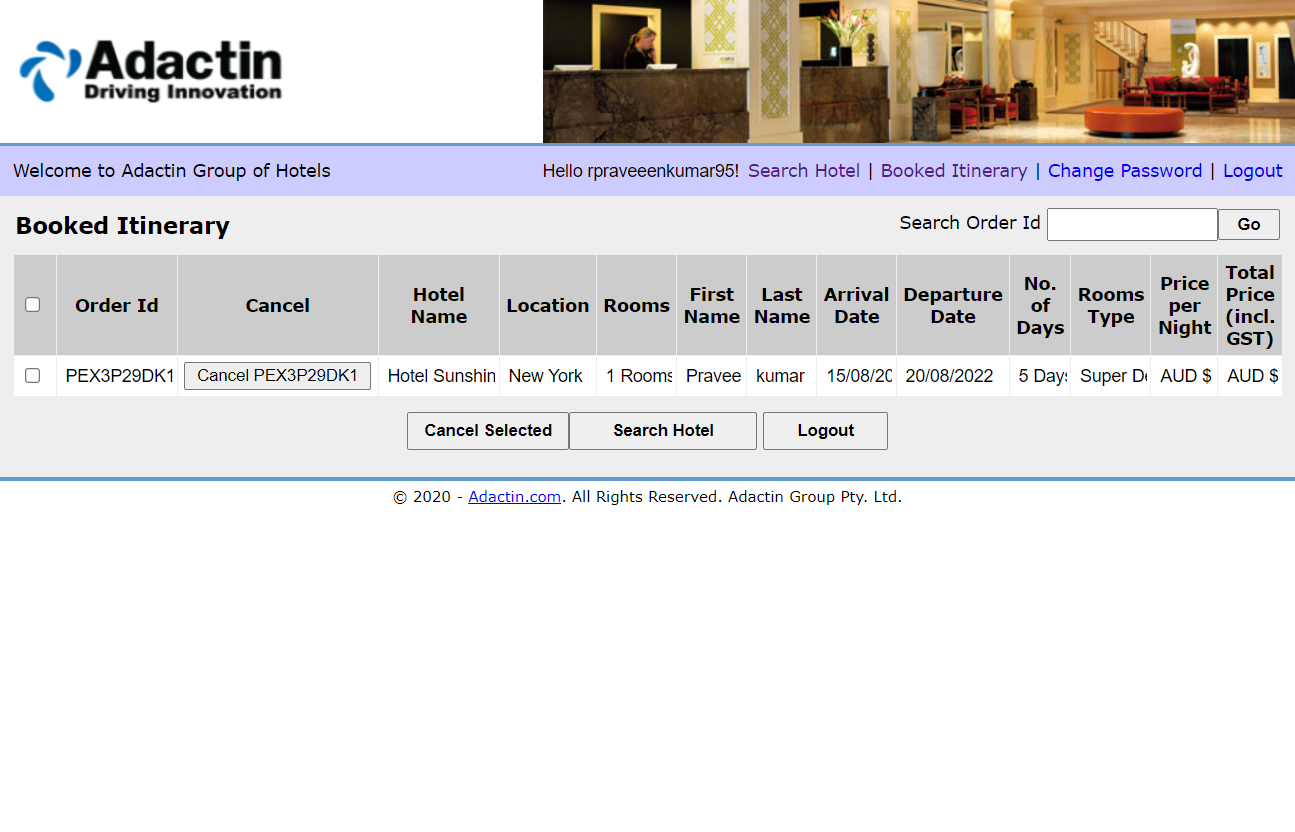 Adactin
Driving Innovation
Welcome to Adactin Group of Hotels
Hello rpraveeenkumar95! Search Hotel | Booked Itinerary | Change Password | Logout
Booked Itinerary
Search Order Id
Go
Order Id
Cancel
Hotel Name
Location
Rooms
First Name
Last Name
Arrival Date
Departure Date
No. of Days
Rooms Type
Price per Night
Total Price (incl. GST)
PEX3P29DK1
Cancel PEX3P29DK1
Hotel Sunshin
New York
1 Rooms
Pravee
kumar
15/08/20
20/08/2022
5 Days
Super De
AUD $
AUD $
Cancel Selected
Search Hotel
Logout
© 2020 - Adactin.com. All Rights Reserved. Adactin Group Pty. Ltd.